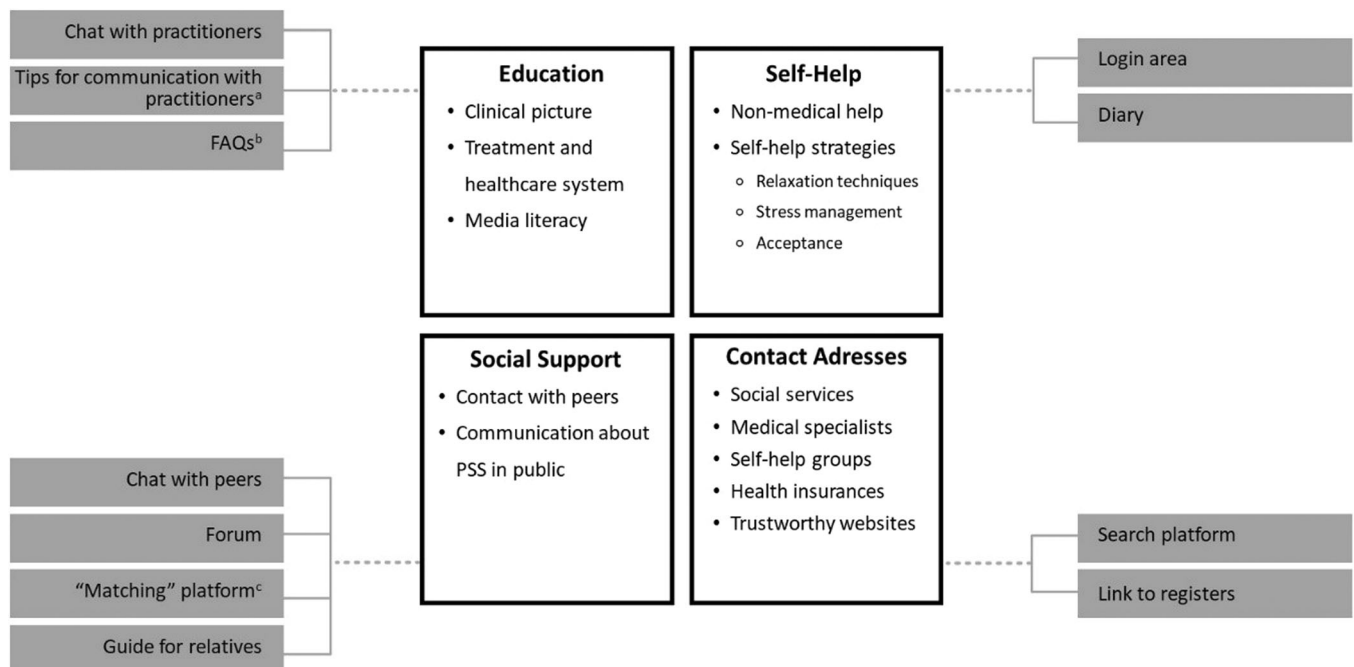 Chat with practitioners
Tips for communication with
practitionersᵃ
FAQsᵇ
Education
• Clinical picture
• Treatment and
healthcare system
• Media literacy
Self-Help
• Non-medical help
• Self-help strategies
○ Relaxation techniques
○ Stress management
○ Acceptance
Login area
Diary
Chat with peers
Forum
“Matching” platformᶜ
Guide for relatives
Social Support
• Contact with peers
• Communication about
PSS in public
Contact Adresses
• Social services
• Medical specialists
• Self-help groups
• Health insurances
• Trustworthy websites
Search platform
Link to registers